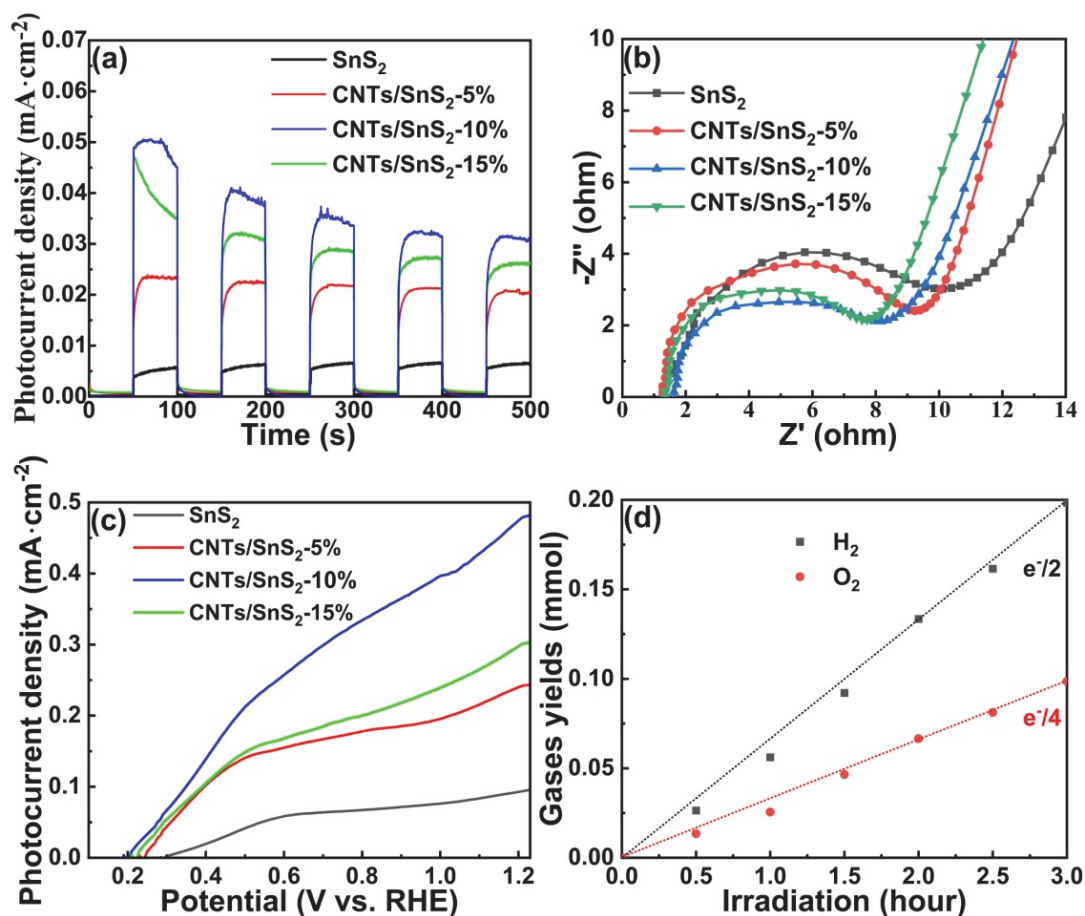 (a)
SnS₂
CNTs/SnS₂-5%
CNTs/SnS₂-10%
CNTs/SnS₂-15%
Photocurrent density (mA·cm⁻²)
0.07
0.06
0.05
0.04
0.03
0.02
0.01
0.00
0 100 200 300 400 500
Time (s)
(b)
SnS₂
CNTs/SnS₂-5%
CNTs/SnS₂-10%
CNTs/SnS₂-15%
-Z" (ohm)
10
8
6
4
2
0
0 2 4 6 8 10 12 14
Z' (ohm)
(c)
SnS₂
CNTs/SnS₂-5%
CNTs/SnS₂-10%
CNTs/SnS₂-15%
Photocurrent density (mA·cm⁻²)
0.5
0.4
0.3
0.2
0.1
0.0
0.2 0.4 0.6 0.8 1.0 1.2
Potential (V vs. RHE)
(d)
H₂
O₂
e⁻/2
e⁻/4
Gases yields (mmol)
0.20
0.15
0.10
0.05
0.00
0.0 0.5 1.0 1.5 2.0 2.5 3.0
Irradiation (hour)